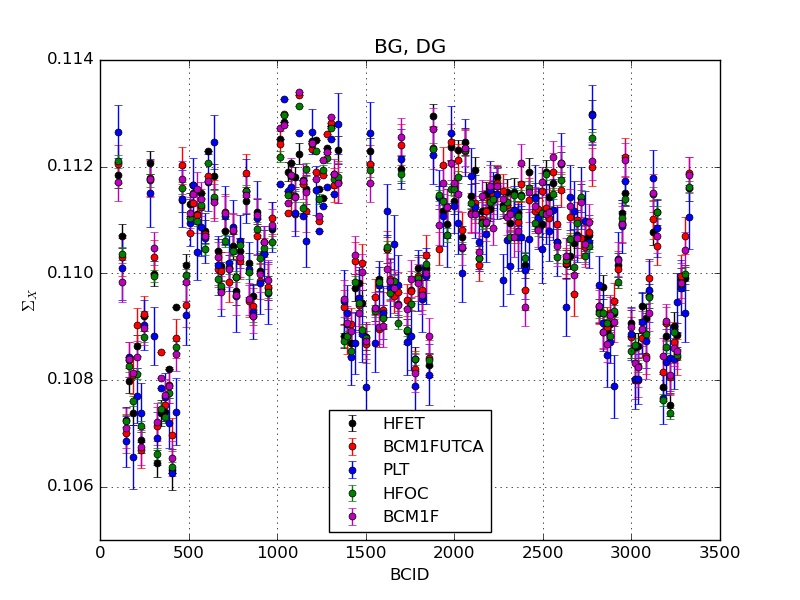 BG, DG
0.114
0.112
0.110
0.108
0.106
Σ_X
HFET
BCM1FUTCA
PLT
HFOC
BCM1F
0 500 1000 1500 2000 2500 3000 3500
BCID